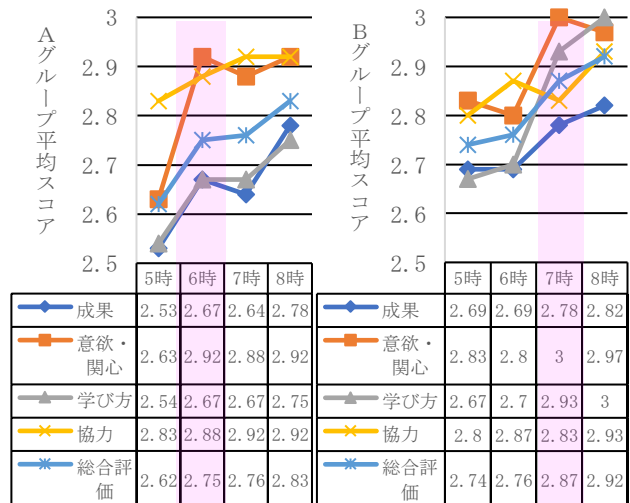 Aグループ平均スコア
3
2.9
2.8
2.7
2.6
2.5
5時 6時 7時 8時
成果 2.53 2.67 2.64 2.78
意欲・
関心 2.63 2.92 2.88 2.92
学び方 2.54 2.67 2.67 2.75
協力 2.83 2.88 2.92 2.92
総合評
価 2.62 2.75 2.76 2.83
Bグループ平均スコア
3
2.9
2.8
2.7
2.6
2.5
5時 6時 7時 8時
成果 2.69 2.69 2.78 2.82
意欲・
関心 2.83 2.8 3 2.97
学び方 2.67 2.7 2.93 3
協力 2.8 2.87 2.83 2.93
総合評
価 2.74 2.76 2.87 2.92